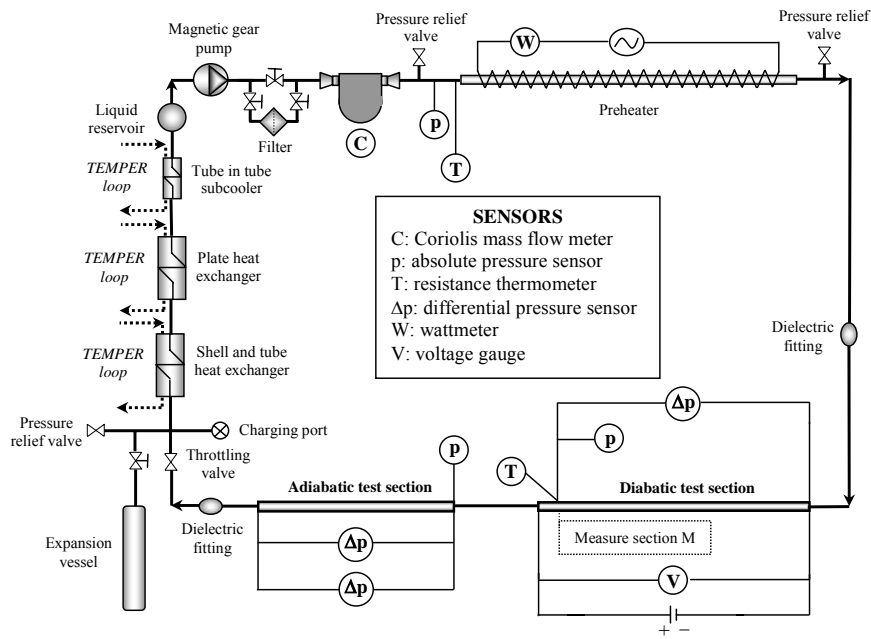 Pressure relief
valve
Pressure relief
valve
Magnetic gear
pump
W
Preheater
Liquid
reservoir
Filter
C
p
T
TEMPER
loop
Tube in tube
subcooler
TEMPER
loop
Plate heat
exchanger
TEMPER
loop
Shell and tube
heat exchanger
SENSORS
C: Coriolis mass flow meter
p: absolute pressure sensor
T: resistance thermometer
Δp: differential pressure sensor
W: wattmeter
V: voltage gauge
Dielectric
fitting
Pressure
relief valve
Charging port
Throttling
valve
Δp
p
p
T
Adiabatic test section
Diabatic test section
Dielectric
fitting
Measure section M
Expansion
vessel
Δp
Δp
V
+ −